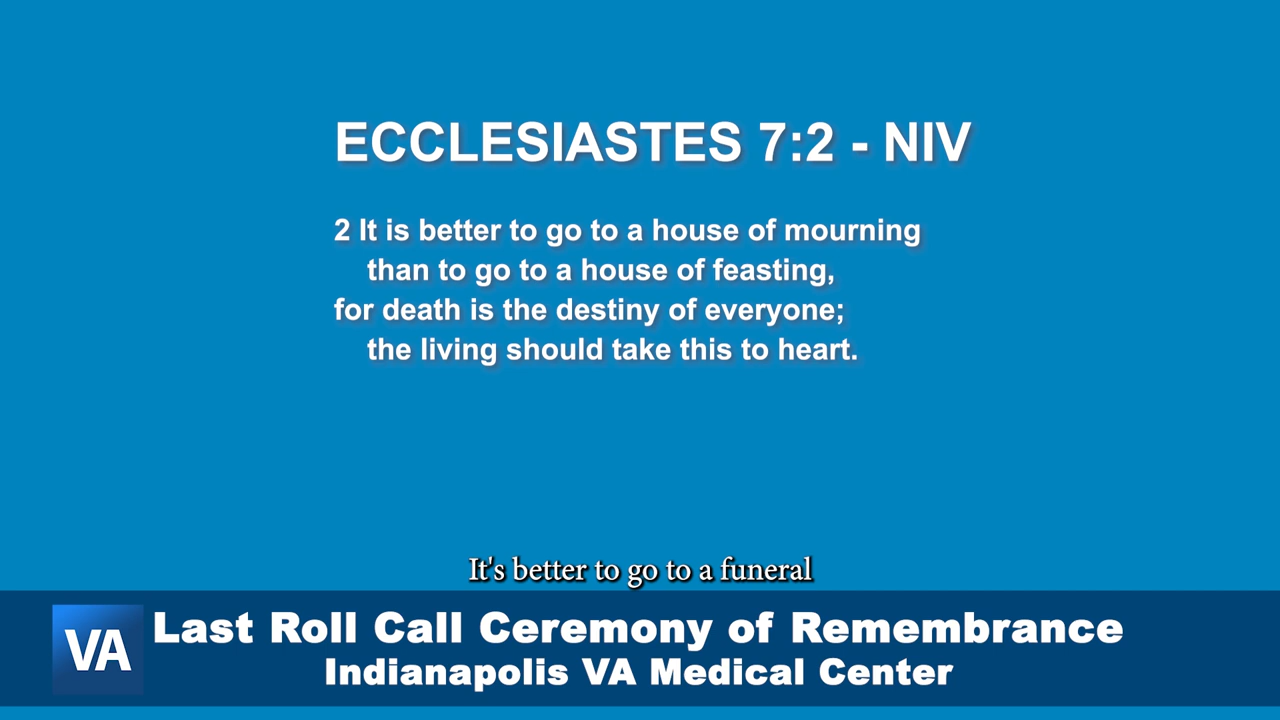 ECCLESIASTES 7:2 - NIV
2 It is better to go to a house of mourning
than to go to a house of feasting,
for death is the destiny of everyone;
the living should take this to heart.
It's better to go to a funeral
VA
Last Roll Call Ceremony of Remembrance
Indianapolis VA Medical Center